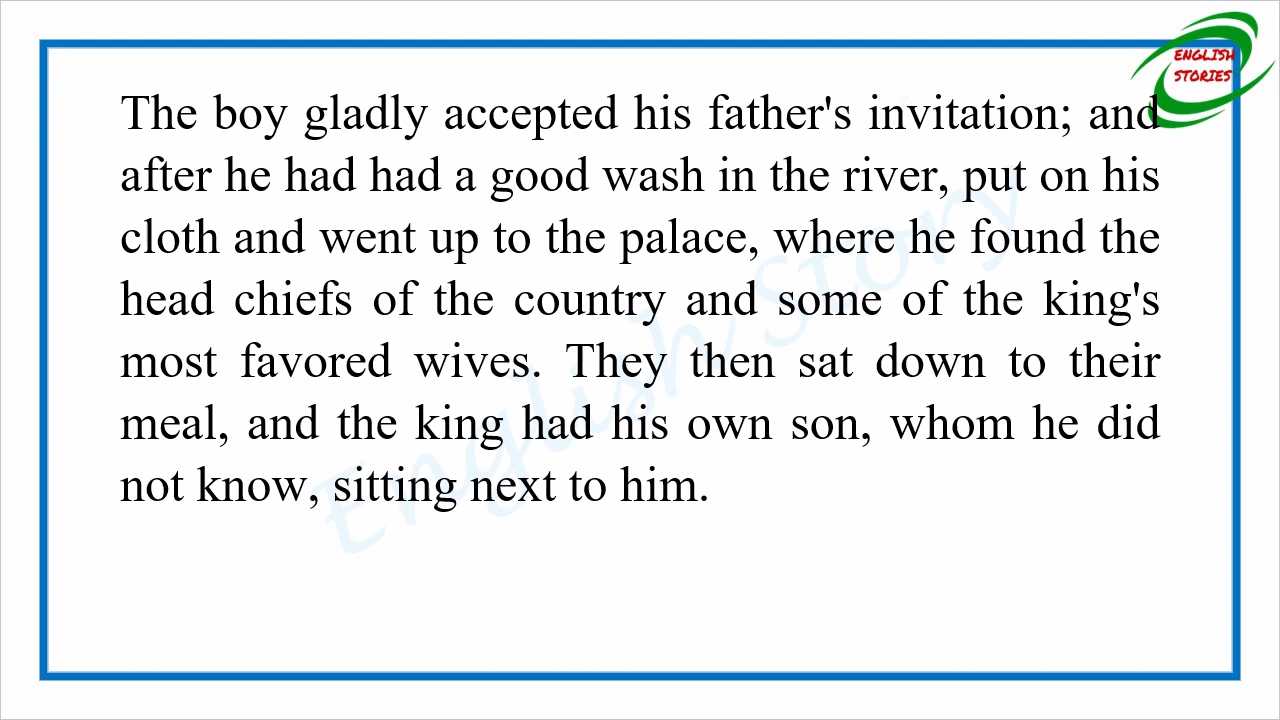 ENGLISH
STORIES
The boy gladly accepted his father's invitation; and
after he had had a good wash in the river, put on his
cloth and went up to the palace, where he found the
head chiefs of the country and some of the king's
most favored wives. They then sat down to their
meal, and the king had his own son, whom he did
not know, sitting next to him.
English Story